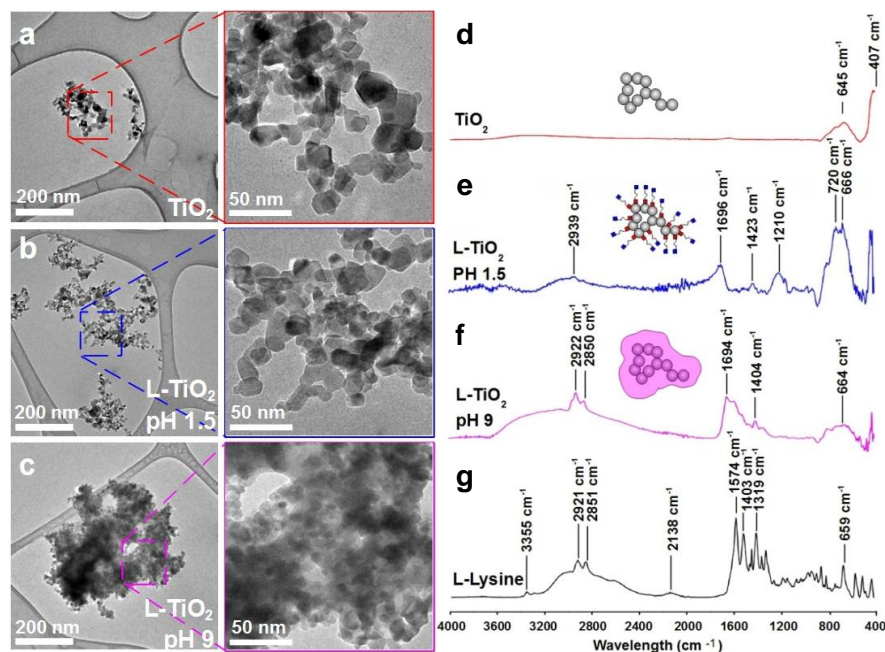 a
200 nm
TiO2
50 nm
b
200 nm
L-TiO2
pH 1.5
50 nm
c
200 nm
L-TiO2
pH 9
50 nm
d
TiO2
645 cm-1
407 cm-1
e
L-TiO2
PH 1.5
2939 cm-1
1696 cm-1
1423 cm-1
1210 cm-1
720 cm-1
666 cm-1
f
L-TiO2
pH 9
2922 cm-1
2850 cm-1
1694 cm-1
1404 cm-1
664 cm-1
g
L-Lysine
3355 cm-1
2921 cm-1
2851 cm-1
2138 cm-1
1574 cm-1
1403 cm-1
1319 cm-1
659 cm-1
4000 3600 3200 2800 2400 2000 1600 1200 800 400
Wavelength (cm -1)